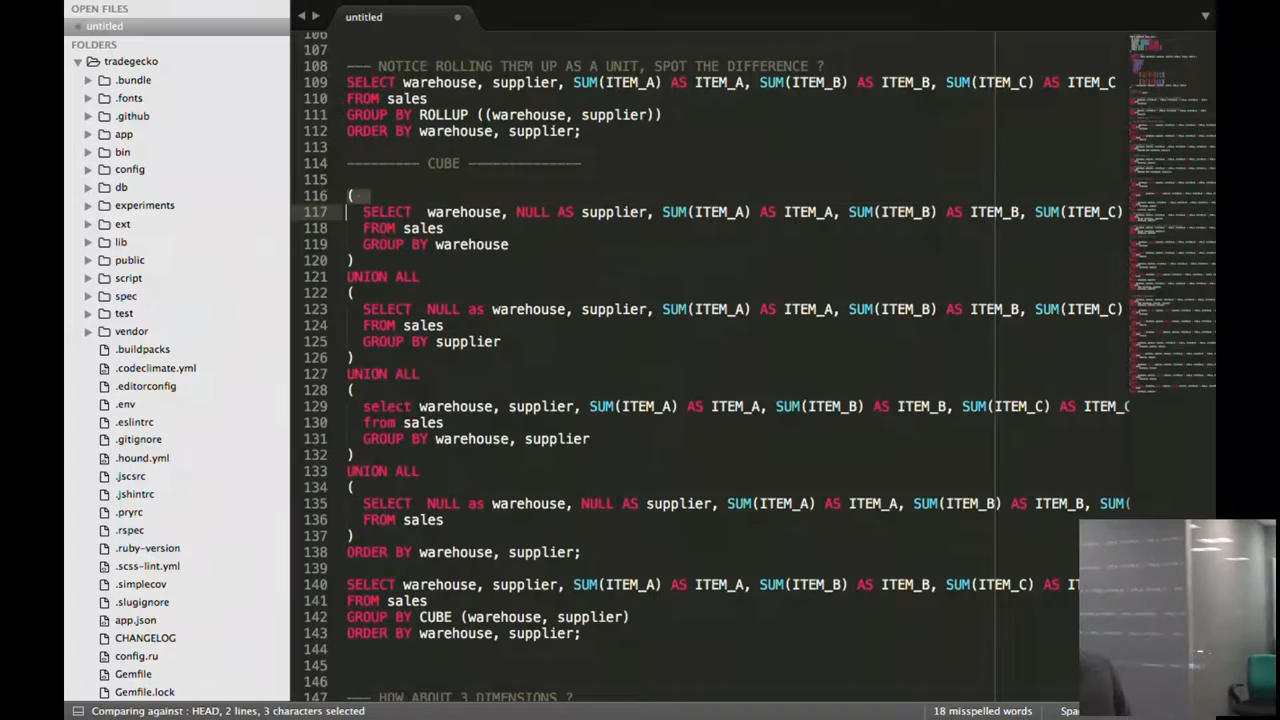 OPEN FILES
untitled
FOLDERS
tradegecko
.bundle
.fonts
.github
app
bin
config
db
experiments
ext
lib
public
script
spec
test
vendor
.buildpacks
.codeclimate.yml
.editorconfig
.env
.eslintrc
.gitignore
.hound.yml
.jscsrc
.jshintrc
.pryrc
.rspec
.ruby-version
.scss-lint.yml
.simplecov
.slugignore
app.json
CHANGELOG
config.ru
Gemfile
Gemfile.lock
untitled
106
107
108 --- NOTICE ROLLING THEM UP AS A UNIT, SPOT THE DIFFERENCE ?
109 SELECT warehouse, supplier, SUM(ITEM_A) AS ITEM_A, SUM(ITEM_B) AS ITEM_B, SUM(ITEM_C) AS ITEM_C
110 FROM sales
111 GROUP BY ROLLUP ((warehouse, supplier))
112 ORDER BY warehouse, supplier;
113
114 --------- CUBE --------------
115
116 (
117 SELECT warehouse, NULL AS supplier, SUM(ITEM_A) AS ITEM_A, SUM(ITEM_B) AS ITEM_B, SUM(ITEM_C)
118 FROM sales
119 GROUP BY warehouse
120 )
121 UNION ALL
122 (
123 SELECT NULL as warehouse, supplier, SUM(ITEM_A) AS ITEM_A, SUM(ITEM_B) AS ITEM_B, SUM(ITEM_C)
124 FROM sales
125 GROUP BY supplier
126 )
127 UNION ALL
128 (
129 select warehouse, supplier, SUM(ITEM_A) AS ITEM_A, SUM(ITEM_B) AS ITEM_B, SUM(ITEM_C) AS ITEM_C
130 from sales
131 GROUP BY warehouse, supplier
132 )
133 UNION ALL
134 (
135 SELECT NULL as warehouse, NULL AS supplier, SUM(ITEM_A) AS ITEM_A, SUM(ITEM_B) AS ITEM_B, SUM(
136 FROM sales
137 )
138 ORDER BY warehouse, supplier;
139
140 SELECT warehouse, supplier, SUM(ITEM_A) AS ITEM_A, SUM(ITEM_B) AS ITEM_B, SUM(ITEM_C) AS
141 FROM sales
142 GROUP BY CUBE (warehouse, supplier)
143 ORDER BY warehouse, supplier;
144
145
146
147 --- HOW ABOUT 3 DIMENSIONS ?
Comparing against : HEAD, 2 lines, 3 characters selected
18 misspelled words